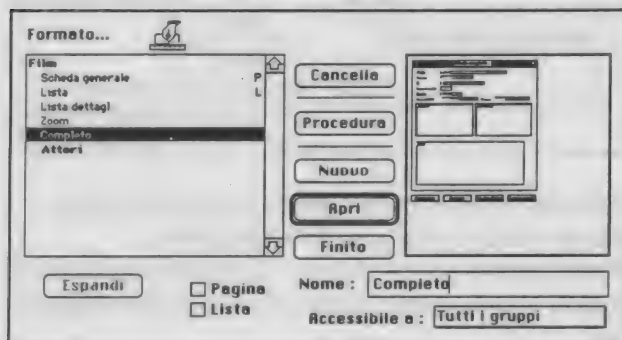 Formato...
Film
Scheda generale P
Lista L
Lista dettagl
Zoom
Completo
Attori
Cancella
Procedura
Nuovo
Apri
Finito
Espandi
Pagina
Lista
Nome : Completo
Accessibile a : Tutti i gruppi